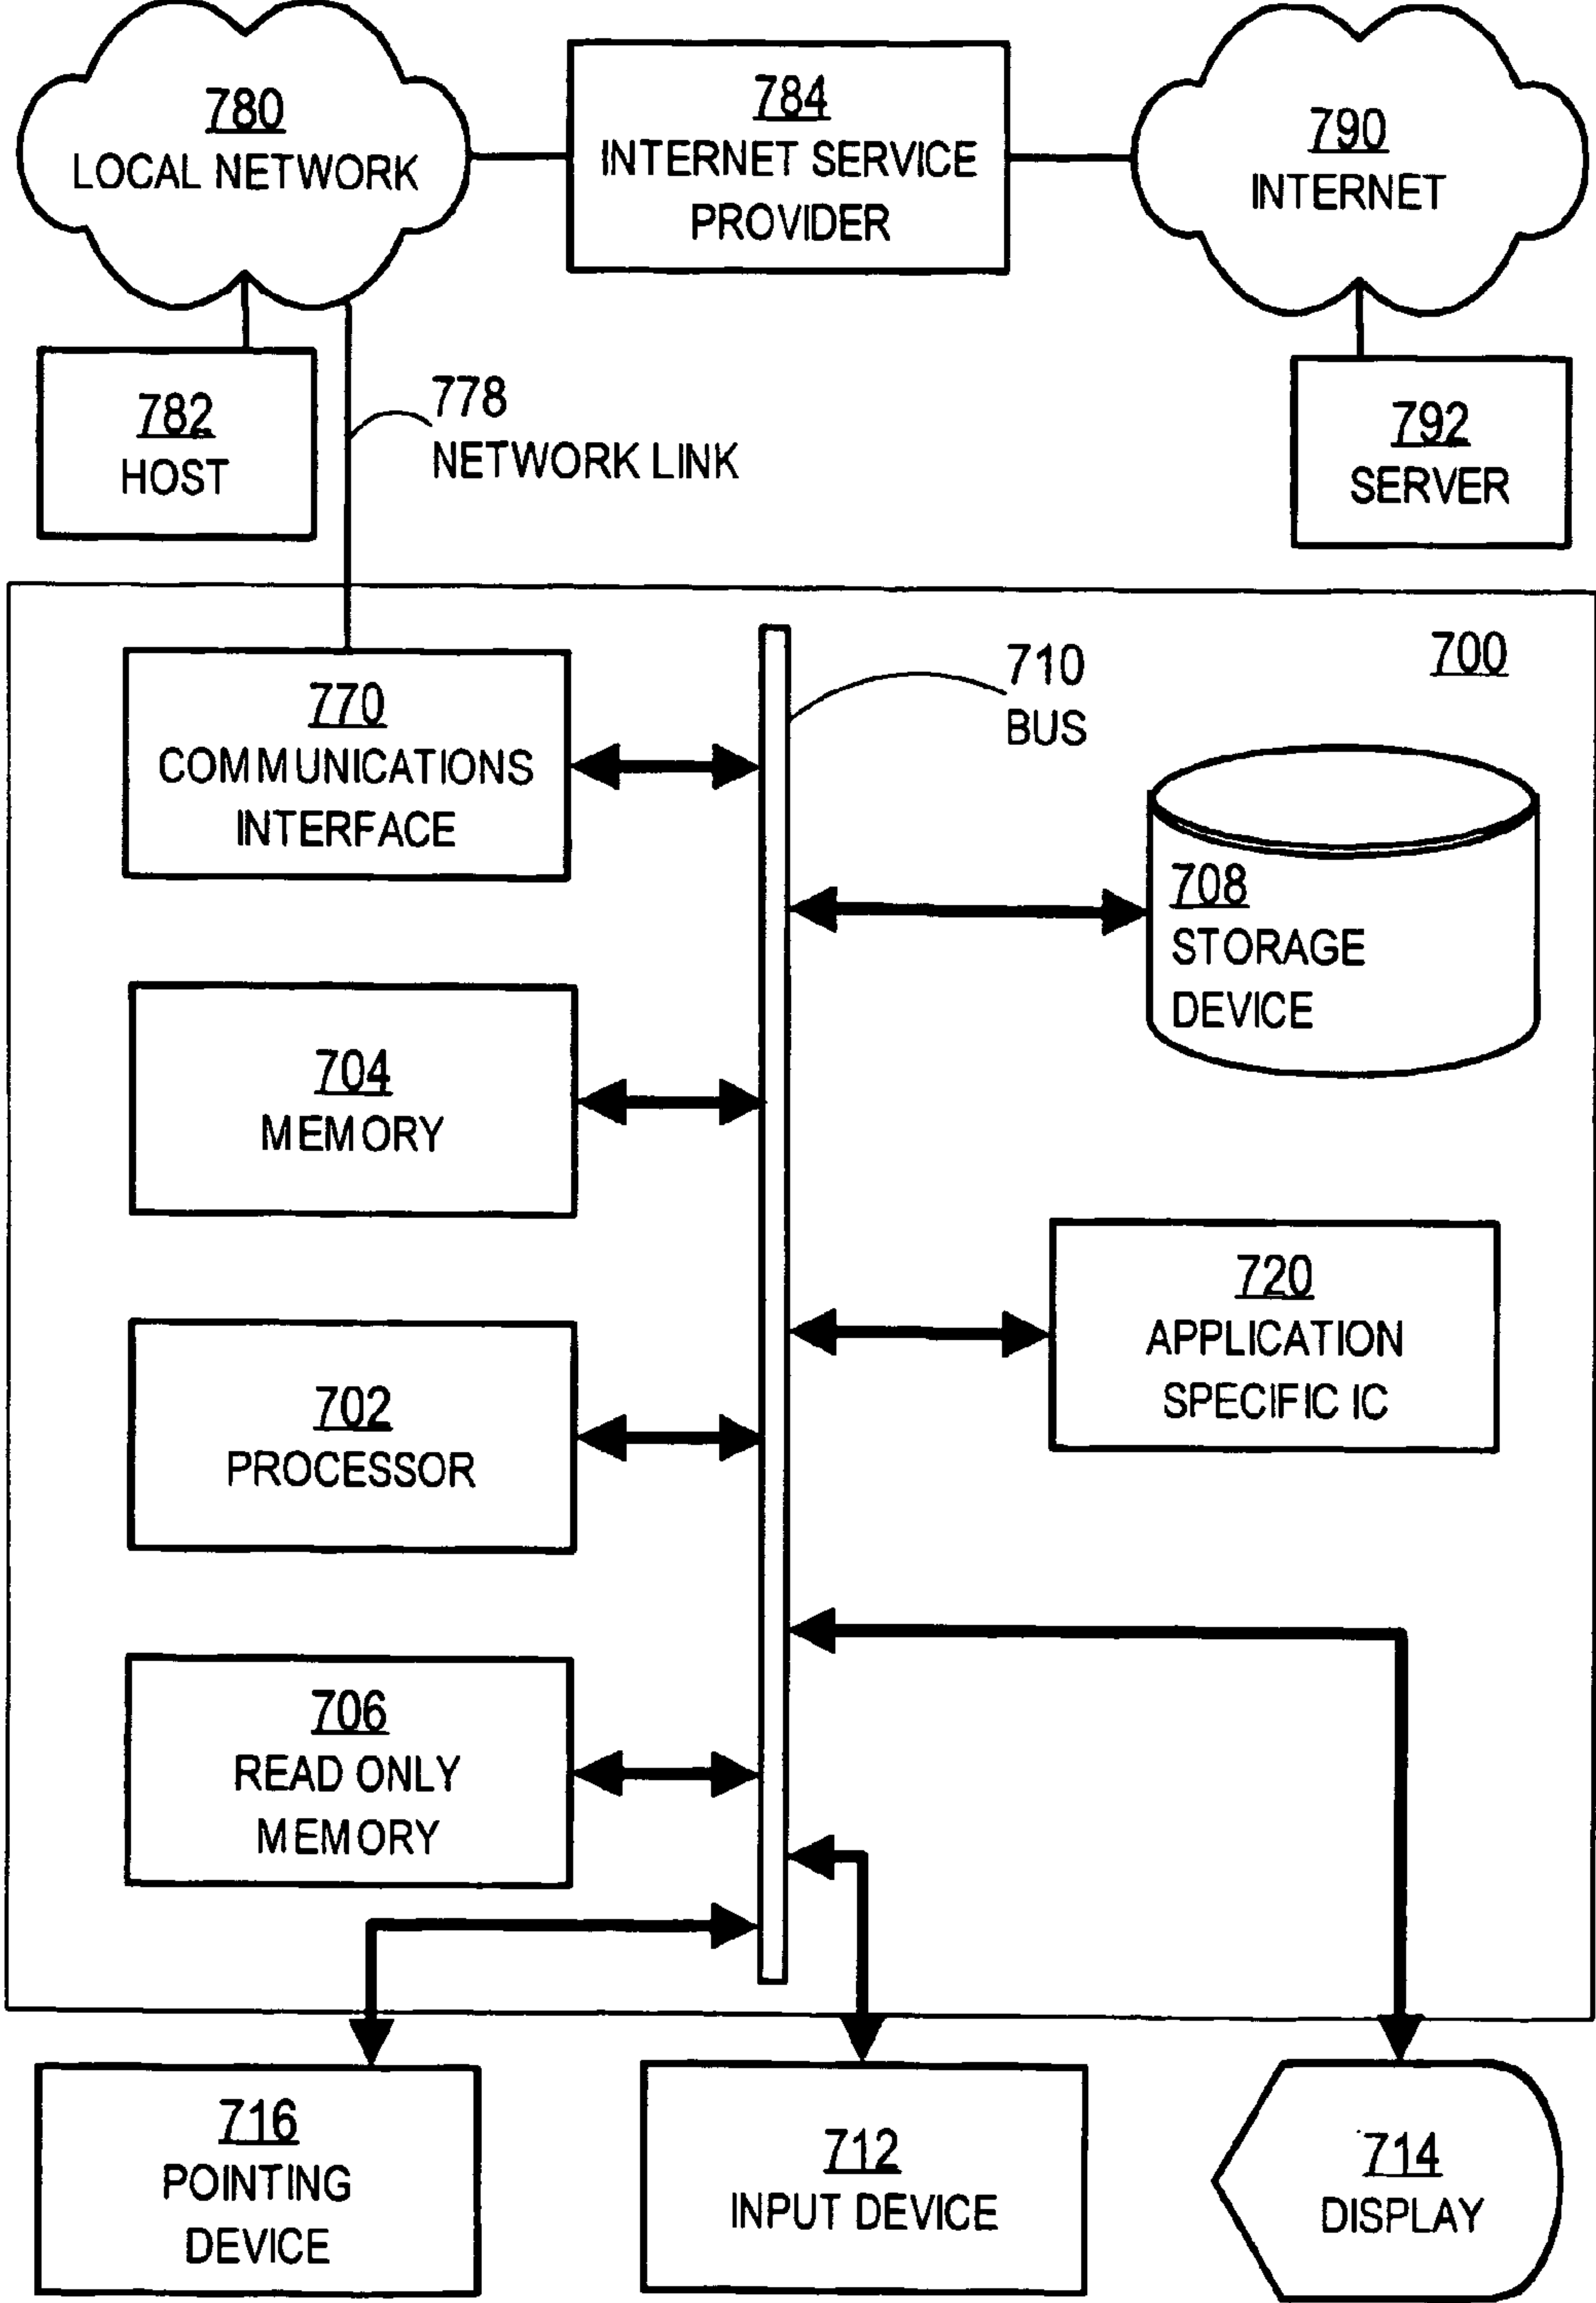 780
LOCAL NETWORK
784
INTERNET SERVICE
PROVIDER
790
INTERNET
782
HOST
778
NETWORK LINK
792
SERVER
700
770
COMMUNICATIONS
INTERFACE
710
BUS
708
STORAGE
DEVICE
704
MEMORY
720
APPLICATION
SPECIFIC IC
702
PROCESSOR
706
READ ONLY
MEMORY
716
POINTING
DEVICE
712
INPUT DEVICE
714
DISPLAY